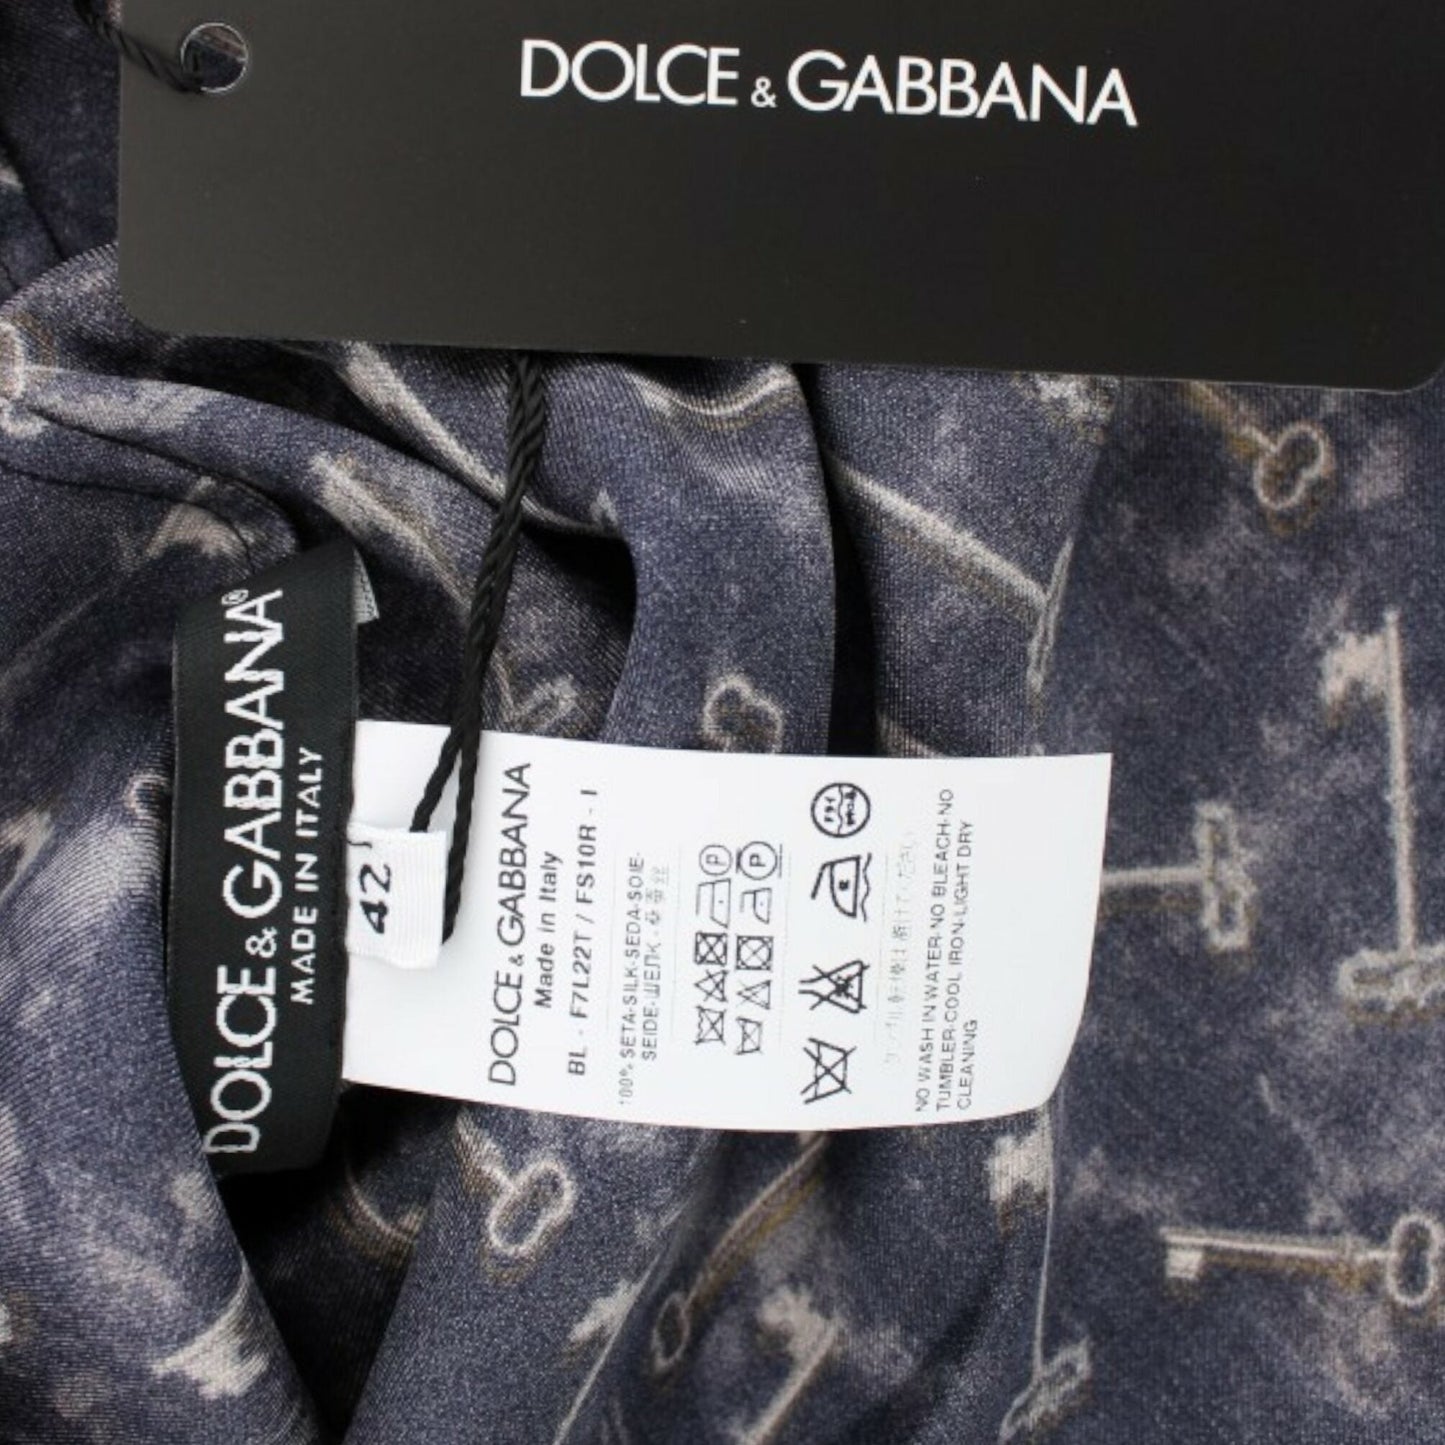 DOLCE & GABBANA
DOLCE & GABBANA®
MADE IN ITALY
42
DOLCE & GABBANA
Made in Italy
BL - F7L22T / FS10R - I
100% SETA-SILK-SEDA-SOIE-
SEIDE-ШЕЛК-
P
P
NO WASH IN WATER-NO BLEACH-NO
TUMBLER-COOL IRON-LIGHT DRY
CLEANING